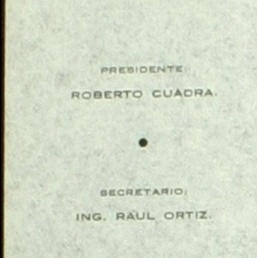 PRESIDENTE:
ROBERTO CUADRA.
SECRETARIO:
ING. RAUL ORTIZ.